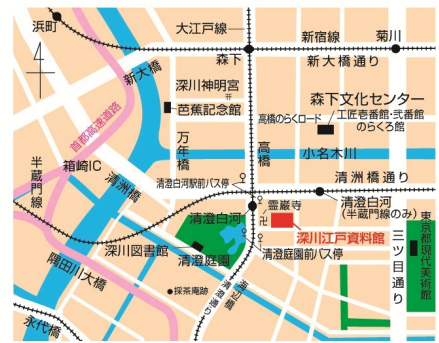 大江戸線
浜町
森下
新宿線
菊川
新大橋通り
新大橋
深川神明宮
芭蕉記念館
森下文化センター
工匠壱番館・弐番館
のらくろ館
高橋のらくロード
首都高速道路
万年橋
高橋
小名木川
半蔵門線
箱崎IC
清洲橋
清洲橋通り
清澄白河駅前バス停
霊巌寺
清澄白河
(半蔵門線のみ)
清澄白河
卍
深川江戸資料館
三ツ目通り
東京都現代美術館
深川図書館
清澄庭園
清澄庭園前バス停
隅田川大橋
採荼庵跡
海辺橋
清澄通り
永代橋